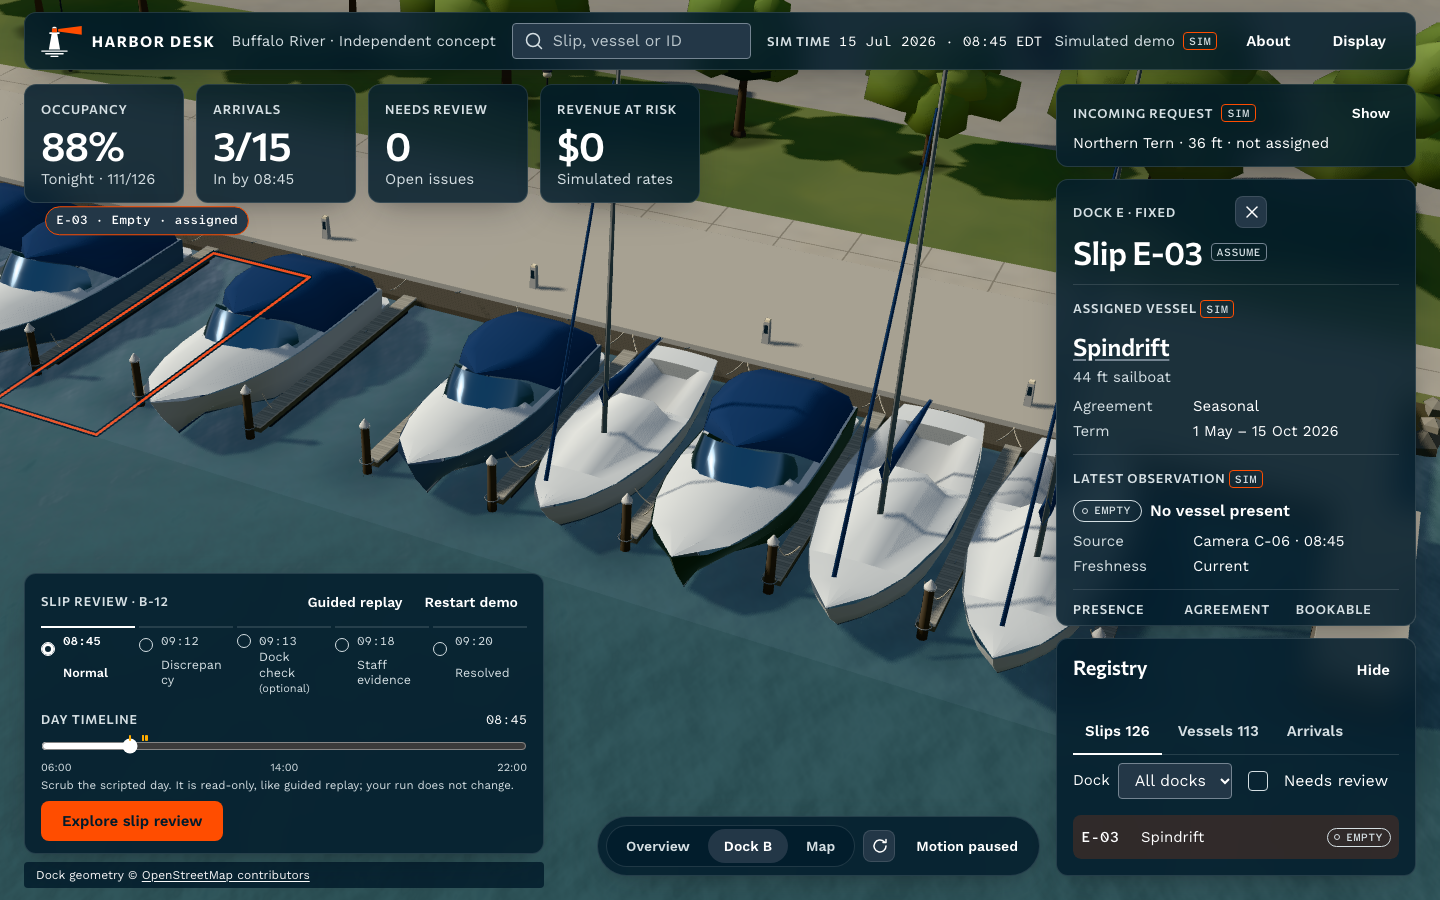 HARBOR DESK
Buffalo River · Independent concept
Slip, vessel or ID
SIM TIME 15 Jul 2026 · 08:45 EDT
Simulated demo SIM
About
Display
OCCUPANCY
88%
Tonight · 111/126
ARRIVALS
3/15
In by 08:45
NEEDS REVIEW
0
Open issues
REVENUE AT RISK
$0
Simulated rates
E-03 · Empty · assigned
INCOMING REQUEST SIM
Show
Northern Tern · 36 ft · not assigned
DOCK E · FIXED
Slip E-03 ASSUME
ASSIGNED VESSEL SIM
Spindrift
44 ft sailboat
Agreement Seasonal
Term 1 May – 15 Oct 2026
LATEST OBSERVATION SIM
EMPTY No vessel present
Source Camera C-06 · 08:45
Freshness Current
PRESENCE AGREEMENT BOOKABLE
SLIP REVIEW · B-12
Guided replay
Restart demo
08:45
Normal
09:12
Discrepan
cy
09:13
Dock
check
(optional)
09:18
Staff
evidence
09:20
Resolved
DAY TIMELINE 08:45
06:00 14:00 22:00
Scrub the scripted day. It is read-only, like guided replay; your run does not change.
Explore slip review
Dock geometry © OpenStreetMap contributors
Overview
Dock B
Map
Motion paused
Registry
Hide
Slips 126
Vessels 113
Arrivals
Dock All docks
Needs review
E-03 Spindrift EMPTY